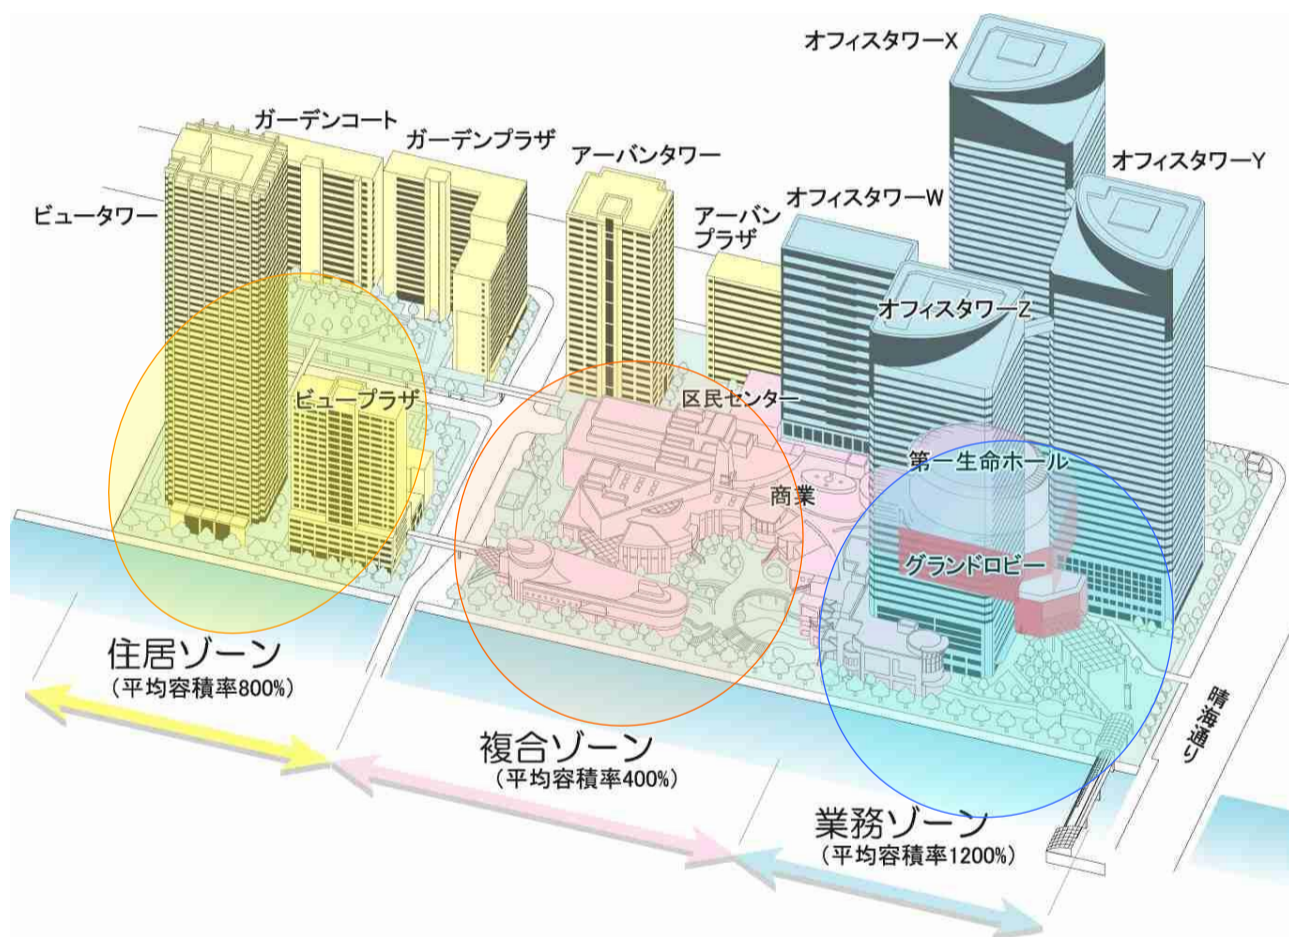 オフィスタワーX
ガーデンコート
ガーデンプラザ
アーバンタワー
オフィスタワーY
ビュータワー
オフィスタワーW
アーバン
プラザ
オフィスタワーZ
ビュープラザ
区民センター
第一生命ホール
商業
グランドロビー
住居ゾーン
(平均容積率800%)
複合ゾーン
(平均容積率400%)
業務ゾーン
(平均容積率1200%)
晴海通り